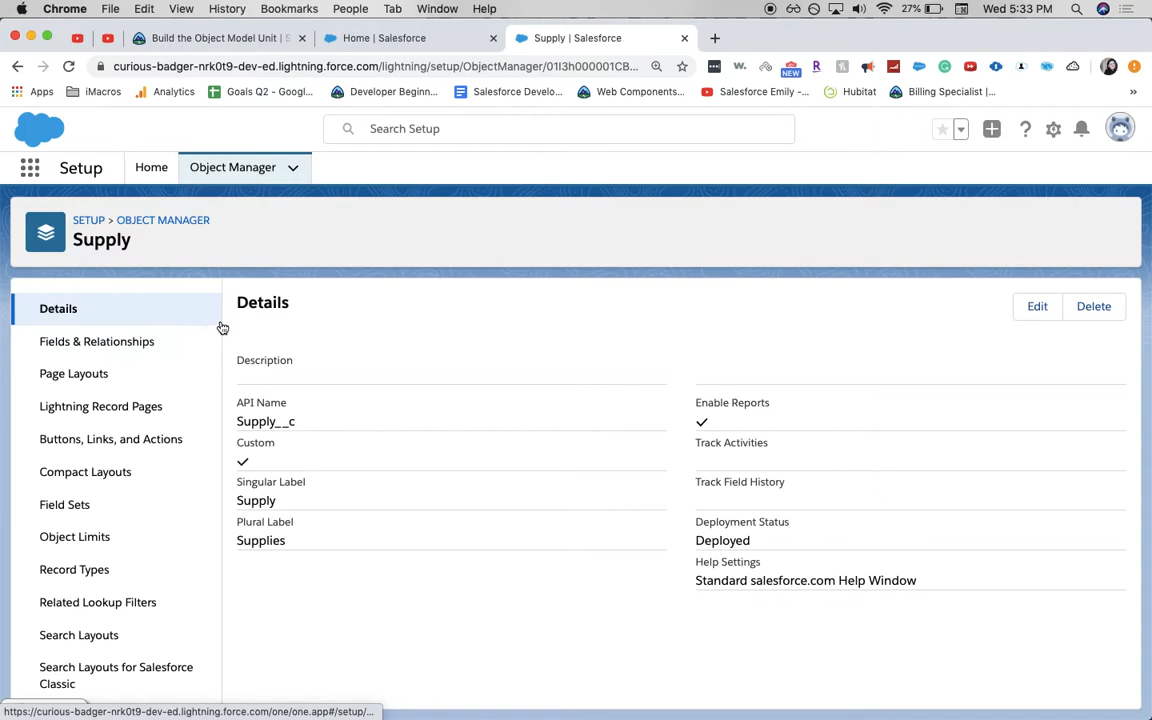 Chrome File Edit View History Bookmarks People Tab Window Help 27% Wed 5:33 PM
Build the Object Model Unit | S Home | Salesforce Supply | Salesforce
curious-badger-nrk0t9-dev-ed.lightning.force.com/lightning/setup/ObjectManager/01I3h000001CB... NEW
Apps iMacros Analytics Goals Q2 - Googl... Developer Beginn... Salesforce Develo... Web Components... Salesforce Emily -... Hubitat Billing Specialist |... »
Search Setup
Setup Home Object Manager
SETUP > OBJECT MANAGER
Supply
Details
Fields & Relationships
Page Layouts
Lightning Record Pages
Buttons, Links, and Actions
Compact Layouts
Field Sets
Object Limits
Record Types
Related Lookup Filters
Search Layouts
Search Layouts for Salesforce
Classic
Details
Edit Delete
Description
API Name
Supply__c
Custom
Singular Label
Supply
Plural Label
Supplies
Enable Reports
Track Activities
Track Field History
Deployment Status
Deployed
Help Settings
Standard salesforce.com Help Window
https://curious-badger-nrk0t9-dev-ed.lightning.force.com/one/one.app#/setup/...